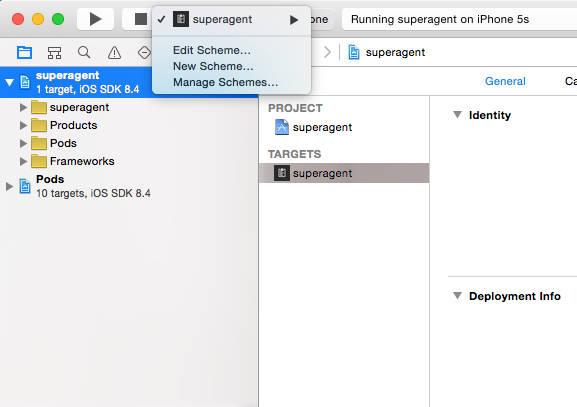 superagent
one
Running superagent on iPhone 5s
Edit Scheme...
New Scheme...
Manage Schemes...
superagent
superagent
1 target, iOS SDK 8.4
superagent
Products
Pods
Frameworks
Pods
10 targets, iOS SDK 8.4
General
Ca
PROJECT
superagent
TARGETS
superagent
Identity
Deployment Info